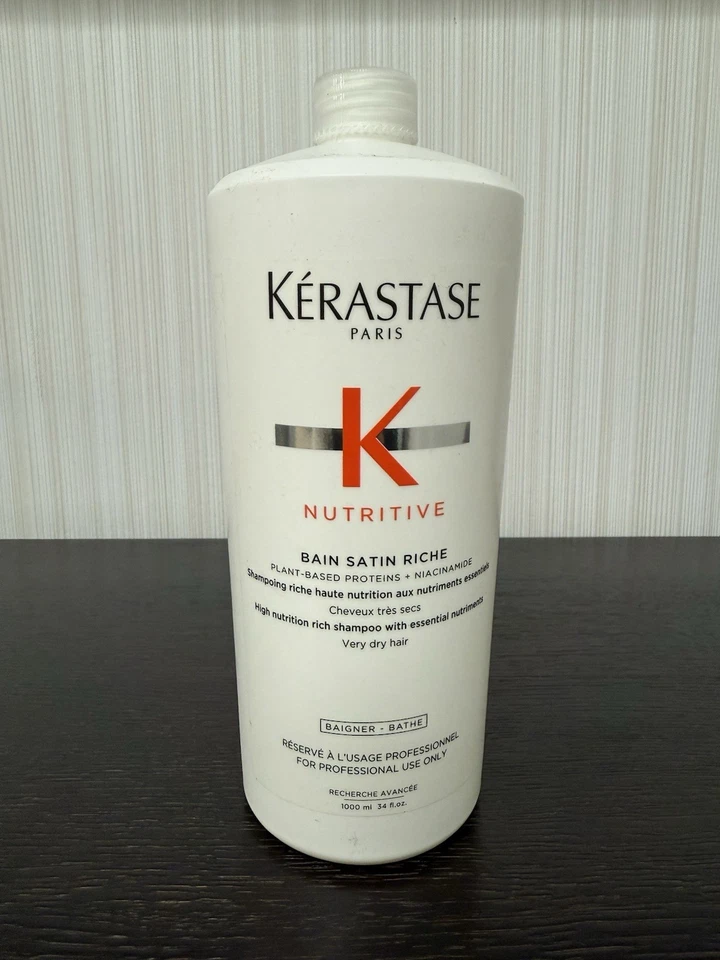 KÉRASTASE
PARIS
K
NUTRITIVE
BAIN SATIN RICHE
PLANT-BASED PROTEINS + NIACINAMIDE
Shampoing riche haute nutrition aux nutriments essentiels
Cheveux très secs
High nutrition rich shampoo with essential nutriments
Very dry hair
BAIGNER - BATHE
RÉSERVÉ À L'USAGE PROFESSIONNEL
FOR PROFESSIONAL USE ONLY
RECHERCHE AVANCÉE
1000 ml 34 fl.oz.